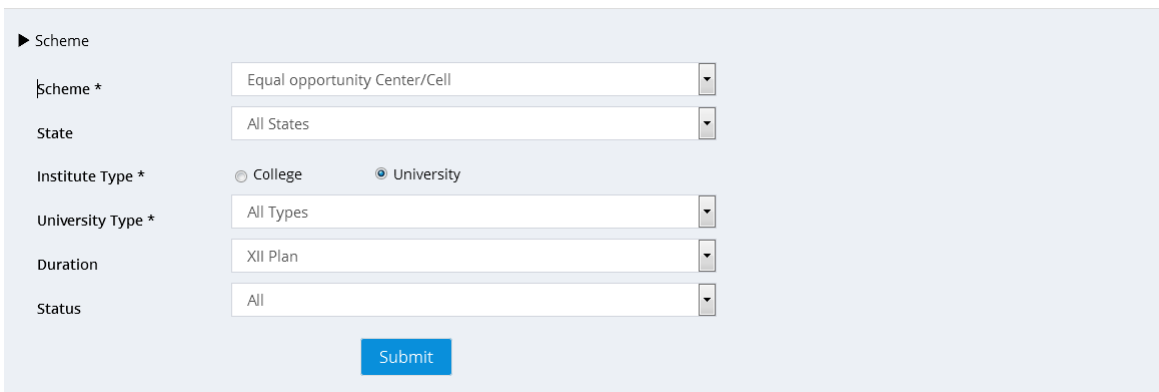 Scheme
Scheme * Equal opportunity Center/Cell
State All States
Institute Type * College University
University Type * All Types
Duration XII Plan
Status All
Submit